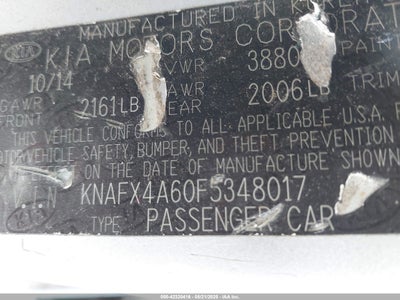 MANUFACTURED IN KOREA
KIA KIA MOTORS CORPORAT
10/14 GVWR 3880 PAIN
GAWR GAWR TRIM
FRONT 2161LB REAR 2006LB
THIS VEHICLE CONFORMS TO ALL APPLICABLE U.S.A. F
MOTOR VEHICLE SAFETY, BUMPER, AND THEFT PREVENTION
ON THE DATE OF MANUFACTURE SHOWN
KNAFX4A60F5348017
TYPE : PASSENGER CAR